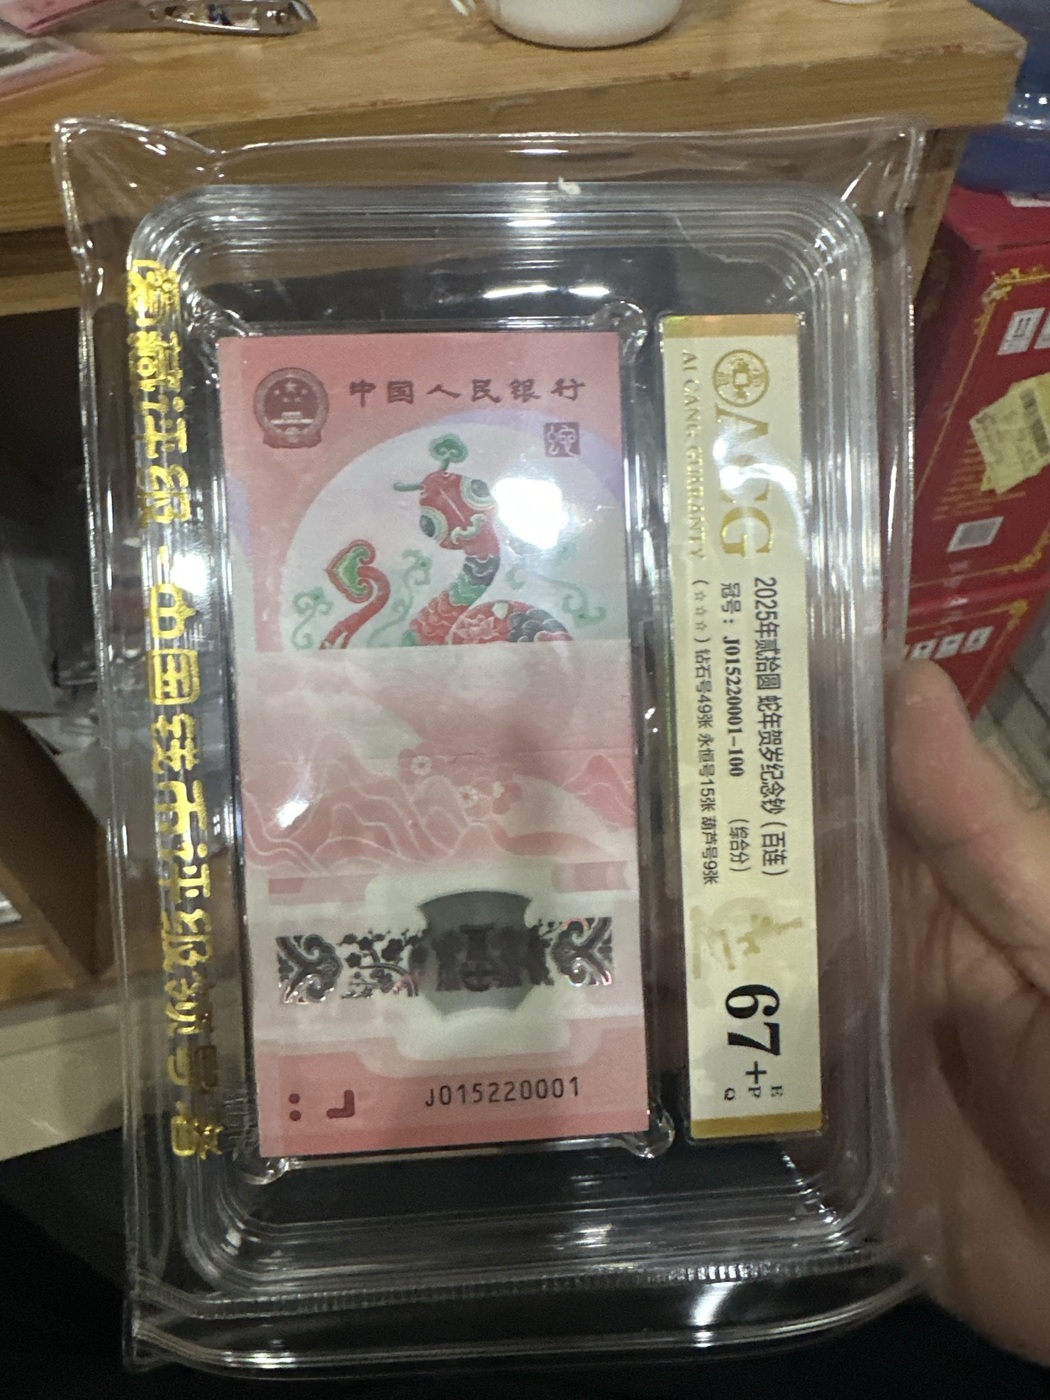 中国人民银行
J015220001
ACG
AI CANG GUARANTY
2025年贰拾圆 蛇年贺岁纪念钞（百连）
冠号：J015220001-100 （综合分）
（☆☆☆）钻石号49张 永恒号15张 葫芦号9张
67+
E
P
Q